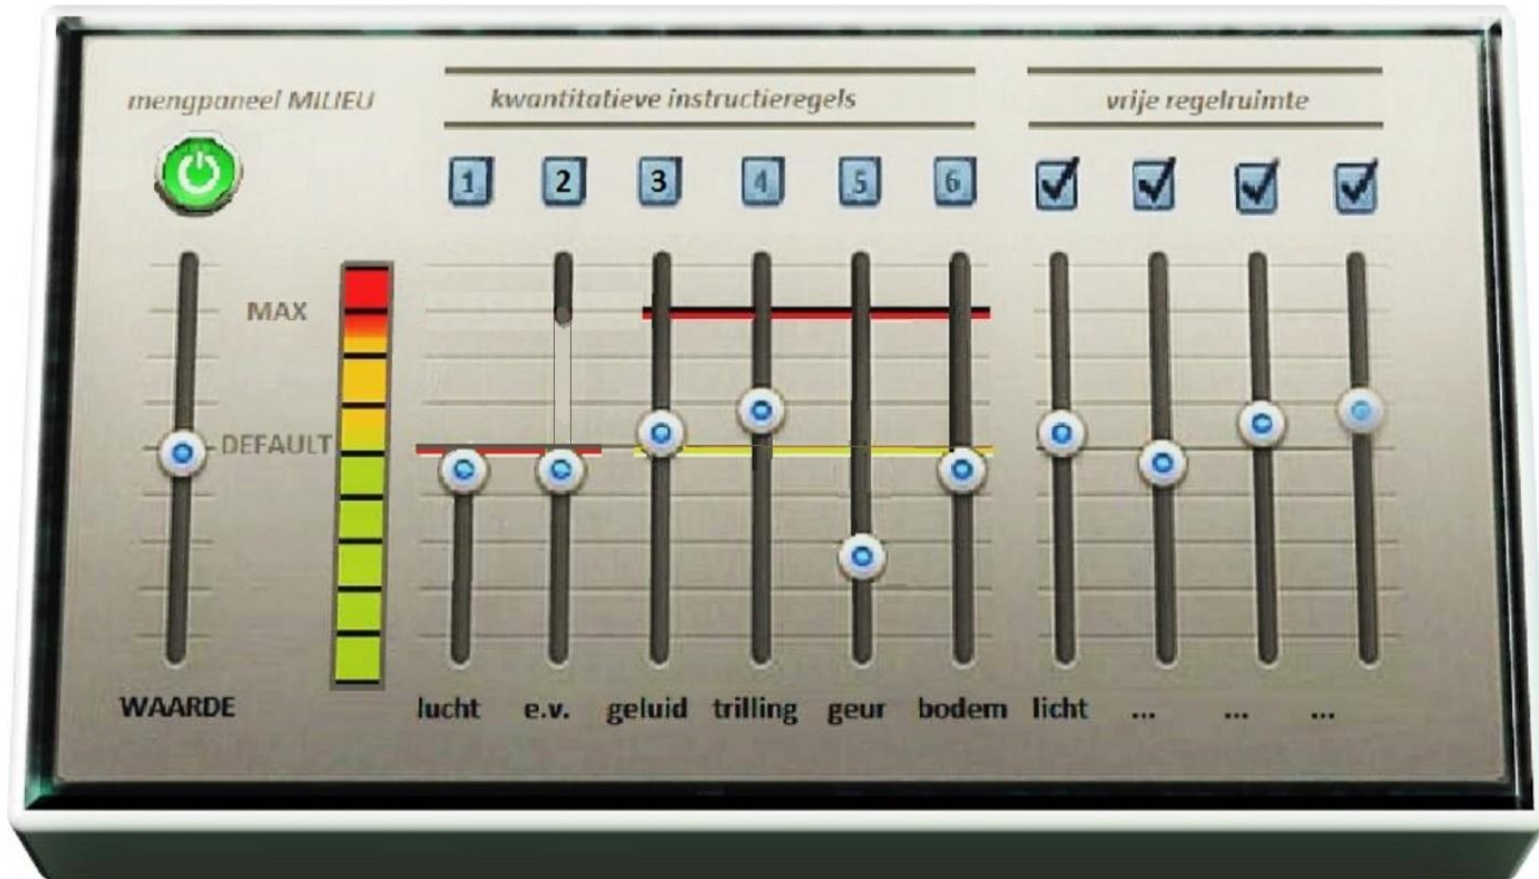 mengpaneel MILIEU
kwantitatieve instructieregels
vrije regelruimte
1 2 3 4 5 6
MAX
DEFAULT
WAARDE
lucht e.v. geluid trilling geur bodem licht ... ... ...